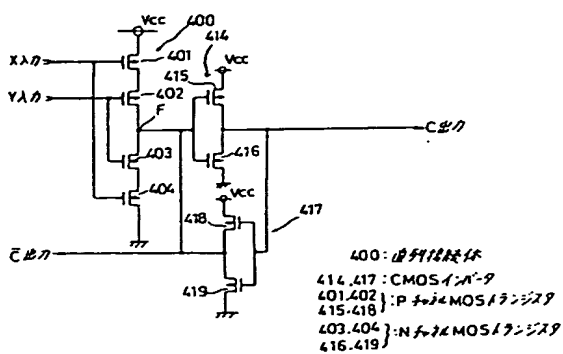 Vcc
400
414
X入力
401
Vcc
415
Y入力
402
F
C出力
403
416
404
Vcc
418
417
C̅出力
419
400:直列接続体
414.417:CMOSインバータ
401.402
415.418}:PチャネルMOSトランジスタ
403.404
416.419}:NチャネルMOSトランジスタ